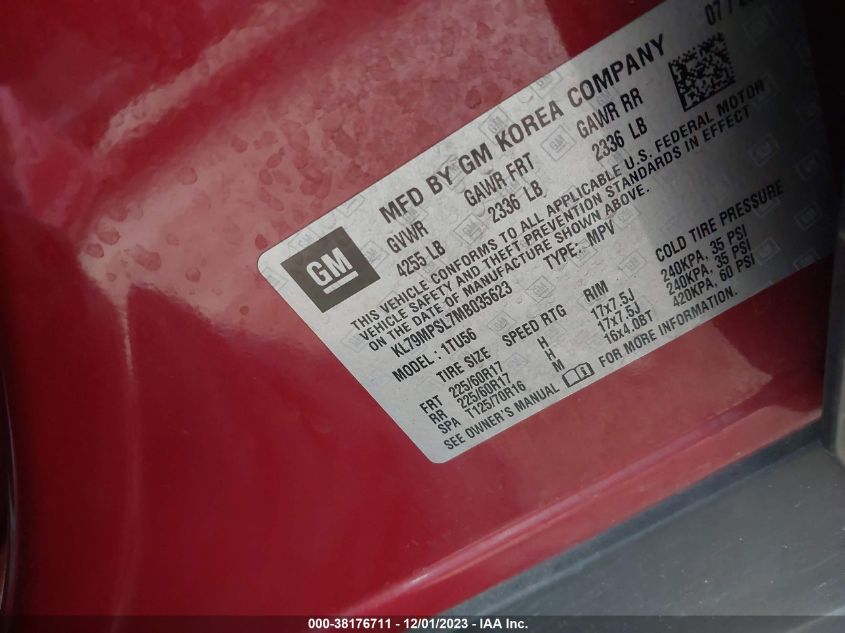 07 / 2
MFD BY GM KOREA COMPANY
GVWR GAWR FRT GAWR RR
4255 LB 2336 LB 2336 LB
GM
THIS VEHICLE CONFORMS TO ALL APPLICABLE U.S. FEDERAL MOTOR
VEHICLE SAFETY AND THEFT PREVENTION STANDARDS IN EFFECT
ON THE DATE OF MANUFACTURE SHOWN ABOVE.
KL79MPSL7MB035623 TYPE: MPV
MODEL: 1TU56
TIRE SIZE SPEED RTG RIM COLD TIRE PRESSURE
FRT 225/60R17 H 17x7.5J 240KPA, 35 PSI
RR 225/60R17 H 17x7.5J 240KPA, 35 PSI
SPA T125/70R16 M 16x4.0BT 420KPA, 60 PSI
SEE OWNER'S MANUAL FOR MORE INFORMATION.
000-38176711 - 12/01/2023 - IAA Inc.